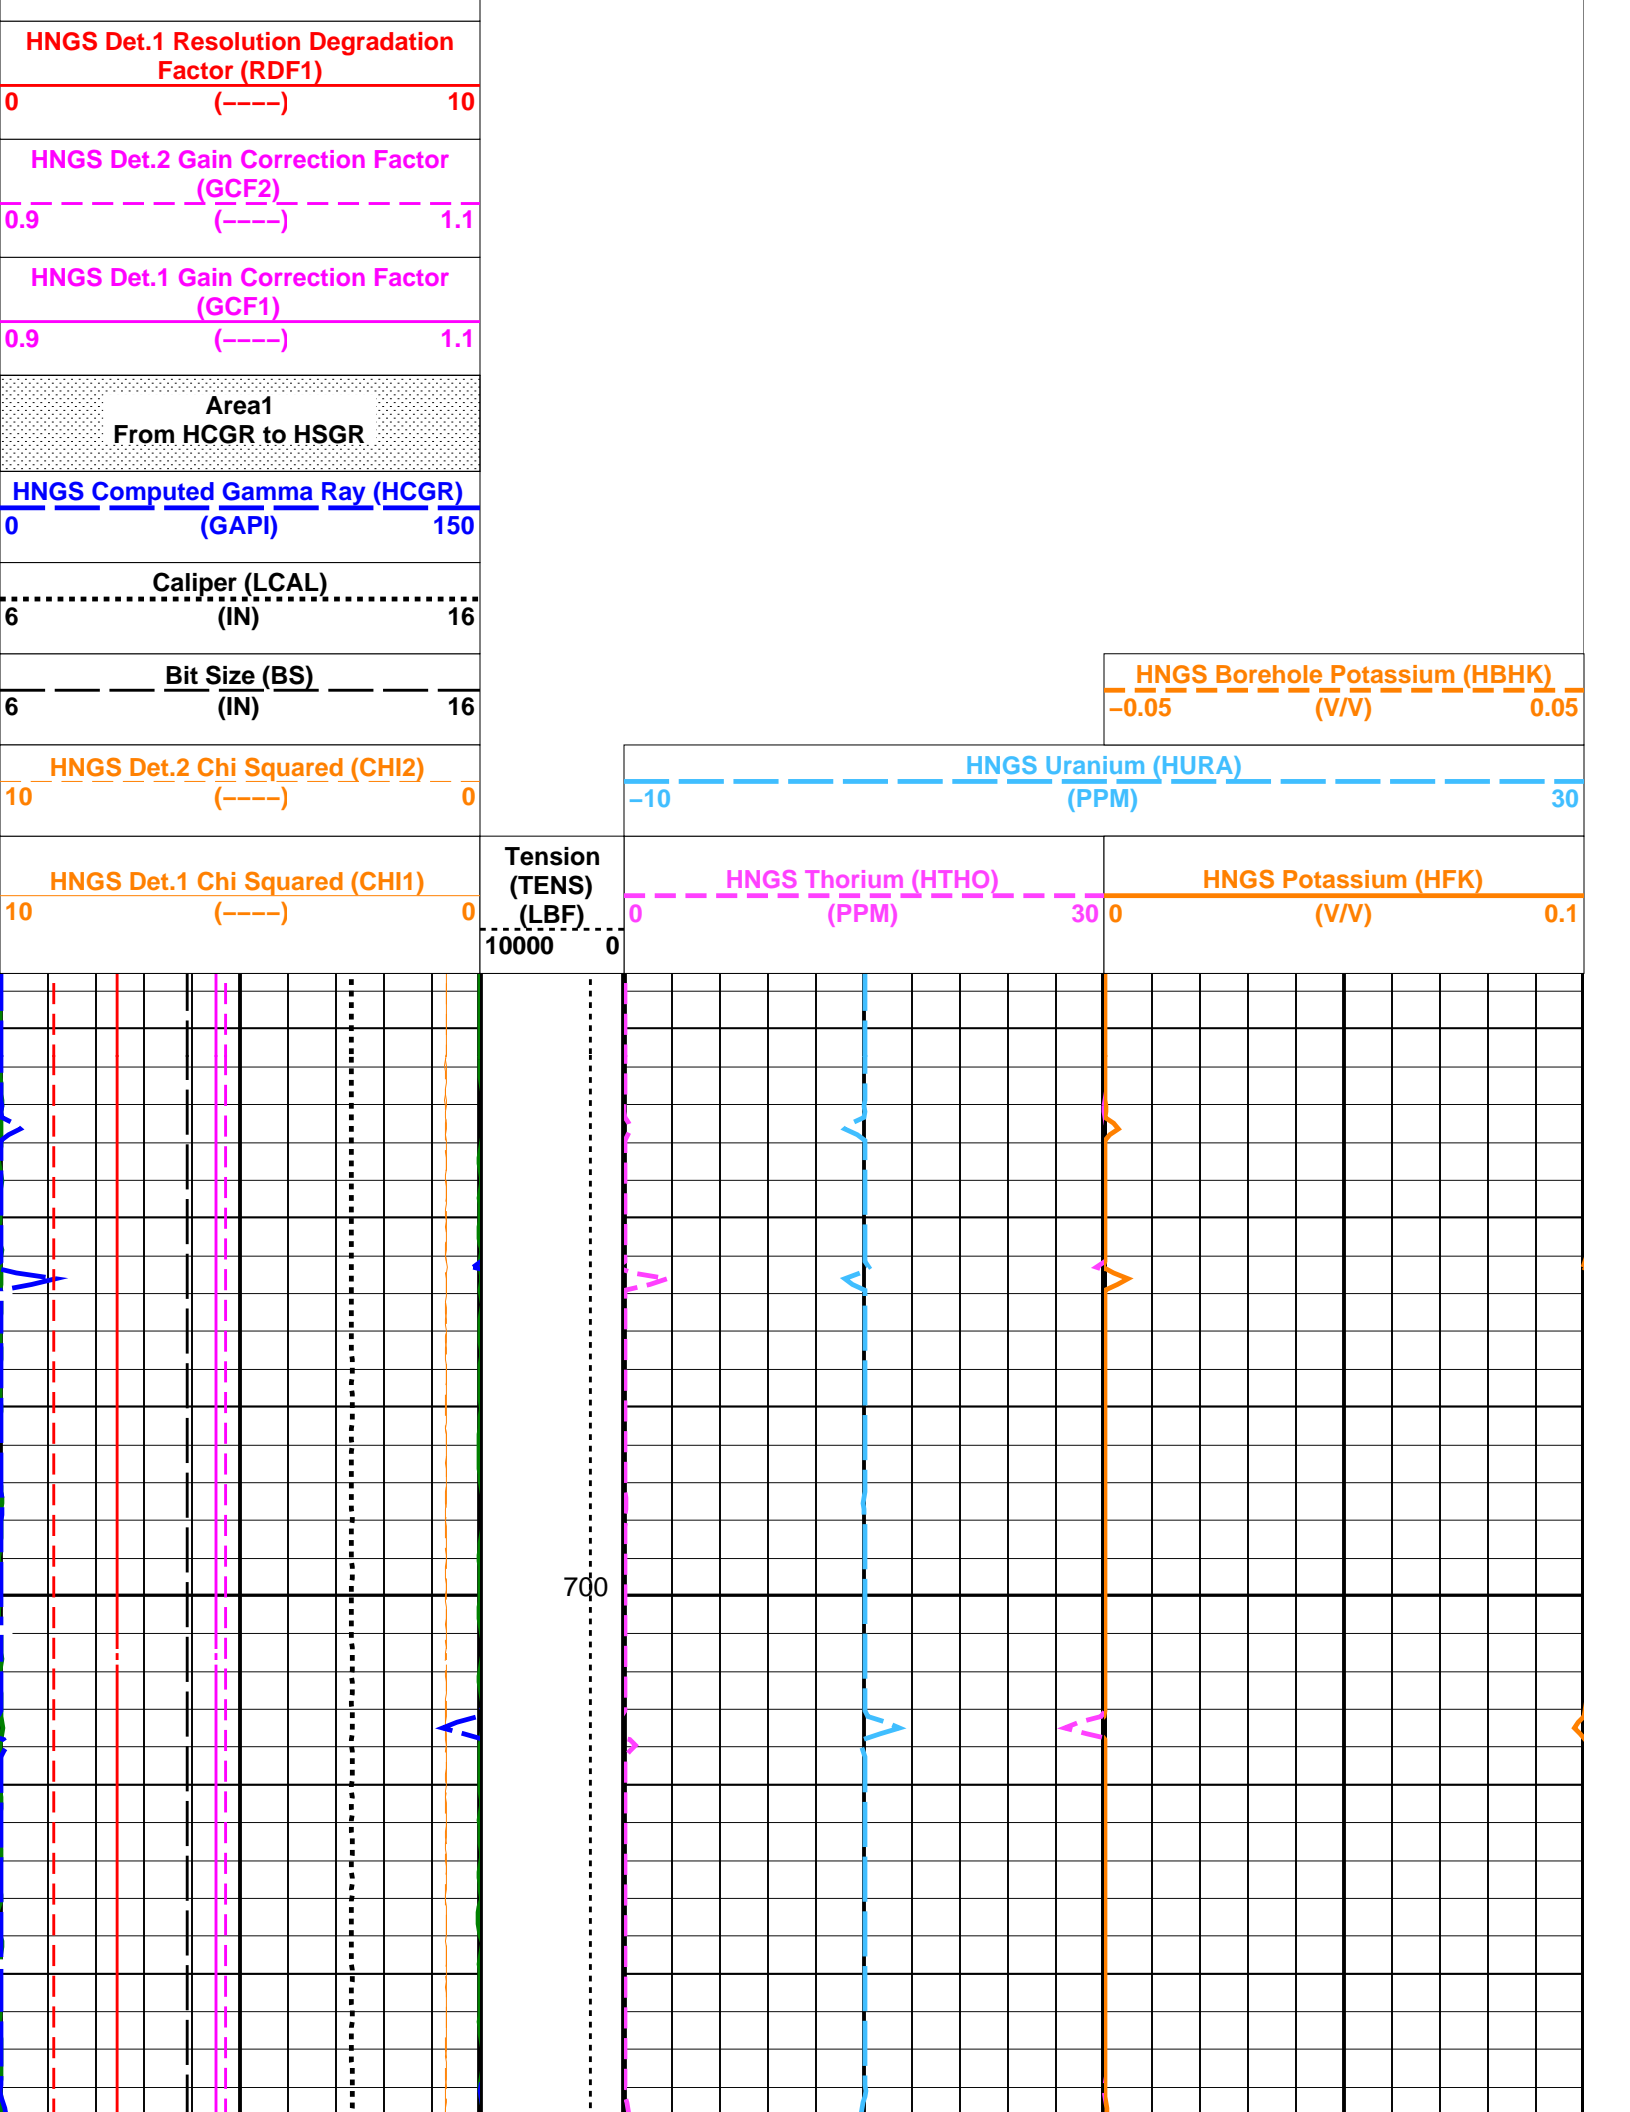 HNGS Det.1 Resolution Degradation
Factor (RDF1)
0 (−−−−) 10
HNGS Det.2 Gain Correction Factor
(GCF2)
0.9 (−−−−) 1.1
HNGS Det.1 Gain Correction Factor
(GCF1)
0.9 (−−−−) 1.1
Area1
From HCGR to HSGR
HNGS Computed Gamma Ray (HCGR)
0 (GAPI) 150
Caliper (LCAL)
6 (IN) 16
Bit Size (BS)
6 (IN) 16
HNGS Borehole Potassium (HBHK)
−0.05 (V/V) 0.05
HNGS Det.2 Chi Squared (CHI2)
10 (−−−−) 0
HNGS Uranium (HURA)
−10 (PPM) 30
HNGS Det.1 Chi Squared (CHI1)
10 (−−−−) 0
Tension
(TENS)
(LBF)
10000 0
HNGS Thorium (HTHO)
0 (PPM) 30
HNGS Potassium (HFK)
0 (V/V) 0.1
700